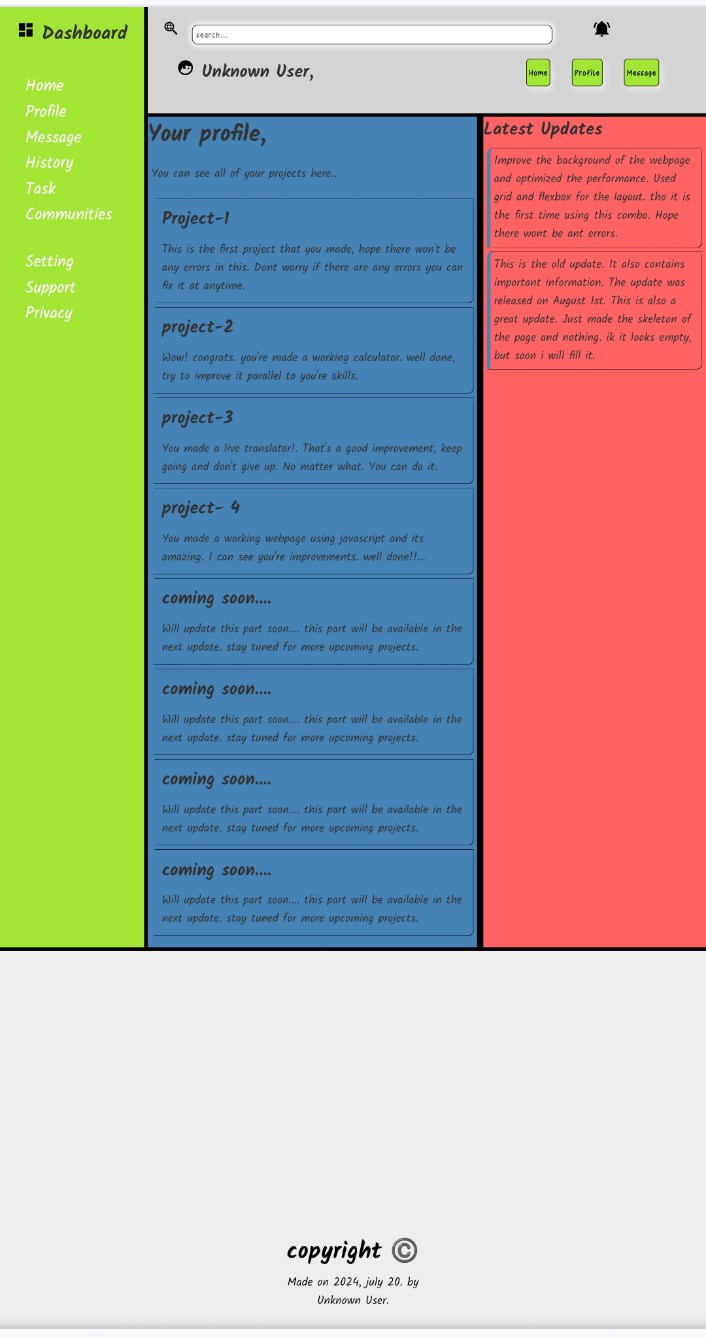 Dashboard
Home
Profile
Message
History
Task
Communities
Setting
Support
Privacy
search...
Unknown User,
Home
Profile
Message
Your profile,
You can see all of your projects here..
Project-1
This is the first project that you made, hope there won't be
any errors in this. Dont worry if there are any errors you can
fix it at anytime.
project-2
Wow! congrats. you're made a working calculator. well done,
try to improve it parallel to you're skills.
project-3
You made a live translator!. That's a good improvement, keep
going and don't give up. No matter what. You can do it.
project- 4
You made a working webpage using javascript and its
amazing. I can see you're improvements. well done!!...
coming soon....
Will update this part soon.... this part will be available in the
next update. stay tuned for more upcoming projects.
coming soon....
Will update this part soon.... this part will be available in the
next update. stay tuned for more upcoming projects.
coming soon....
Will update this part soon.... this part will be available in the
next update. stay tuned for more upcoming projects.
coming soon....
Will update this part soon.... this part will be available in the
next update. stay tuned for more upcoming projects.
Latest Updates
Improve the background of the webpage
and optimized the performance. Used
grid and flexbox for the layout. tho it is
the first time using this combo. Hope
there wont be ant errors.
This is the old update. It also contains
important information. The update was
released on August 1st. This is also a
great update. Just made the skeleton of
the page and nothing. ik it looks empty,
but soon i will fill it.
copyright ©
Made on 2024, july 20. by
Unknown User.